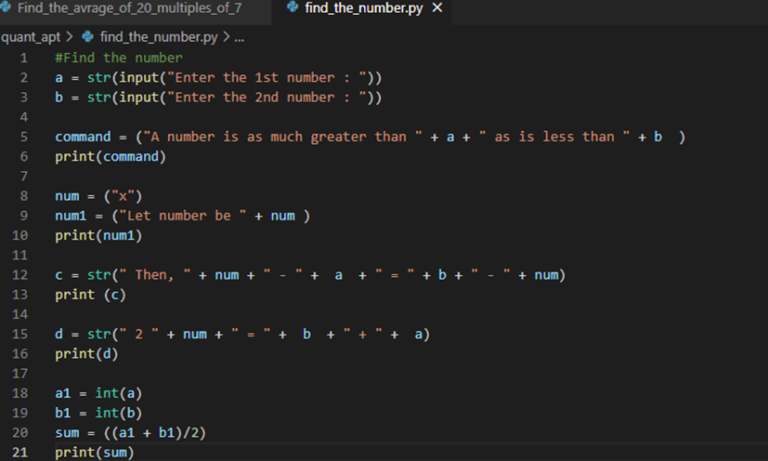 Find_the_avrage_of_20_multiples_of_7 find_the_number.py ✕
quant_apt > find_the_number.py > ...
1 #Find the number
2 a = str(input("Enter the 1st number : "))
3 b = str(input("Enter the 2nd number : "))
4
5 command = ("A number is as much greater than " + a + " as is less than " + b  )
6 print(command)
7
8 num = ("x")
9 num1 = ("Let number be " + num )
10 print(num1)
11
12 c = str(" Then, " + num + " - " +  a  + " = " + b + " - " + num)
13 print (c)
14
15 d = str(" 2 " + num + " = " +  b  + " + " +  a)
16 print(d)
17
18 a1 = int(a)
19 b1 = int(b)
20 sum = ((a1 + b1)/2)
21 print(sum)